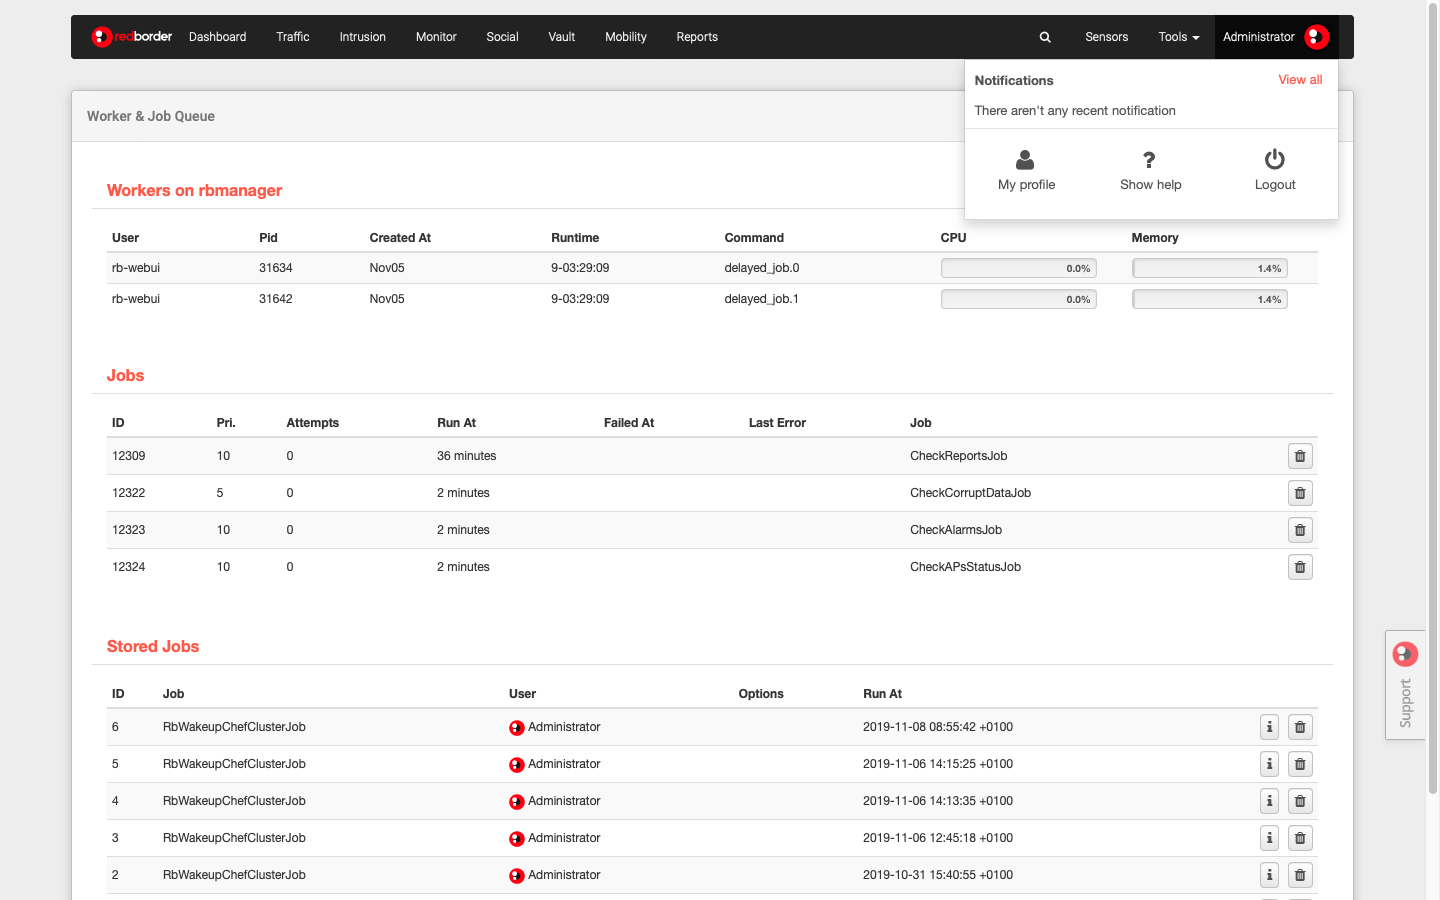 redborder Dashboard Traffic Intrusion Monitor Social Vault Mobility Reports Sensors Tools Administrator
Notifications View all
There aren't any recent notification
My profile Show help Logout
Worker & Job Queue
Workers on rbmanager
User Pid Created At Runtime Command CPU Memory
rb-webui 31634 Nov05 9-03:29:09 delayed_job.0 0.0% 1.4%
rb-webui 31642 Nov05 9-03:29:09 delayed_job.1 0.0% 1.4%
Jobs
ID Pri. Attempts Run At Failed At Last Error Job
12309 10 0 36 minutes CheckReportsJob
12322 5 0 2 minutes CheckCorruptDataJob
12323 10 0 2 minutes CheckAlarmsJob
12324 10 0 2 minutes CheckAPsStatusJob
Stored Jobs
ID Job User Options Run At
6 RbWakeupChefClusterJob Administrator 2019-11-08 08:55:42 +0100
5 RbWakeupChefClusterJob Administrator 2019-11-06 14:15:25 +0100
4 RbWakeupChefClusterJob Administrator 2019-11-06 14:13:35 +0100
3 RbWakeupChefClusterJob Administrator 2019-11-06 12:45:18 +0100
2 RbWakeupChefClusterJob Administrator 2019-10-31 15:40:55 +0100
Support